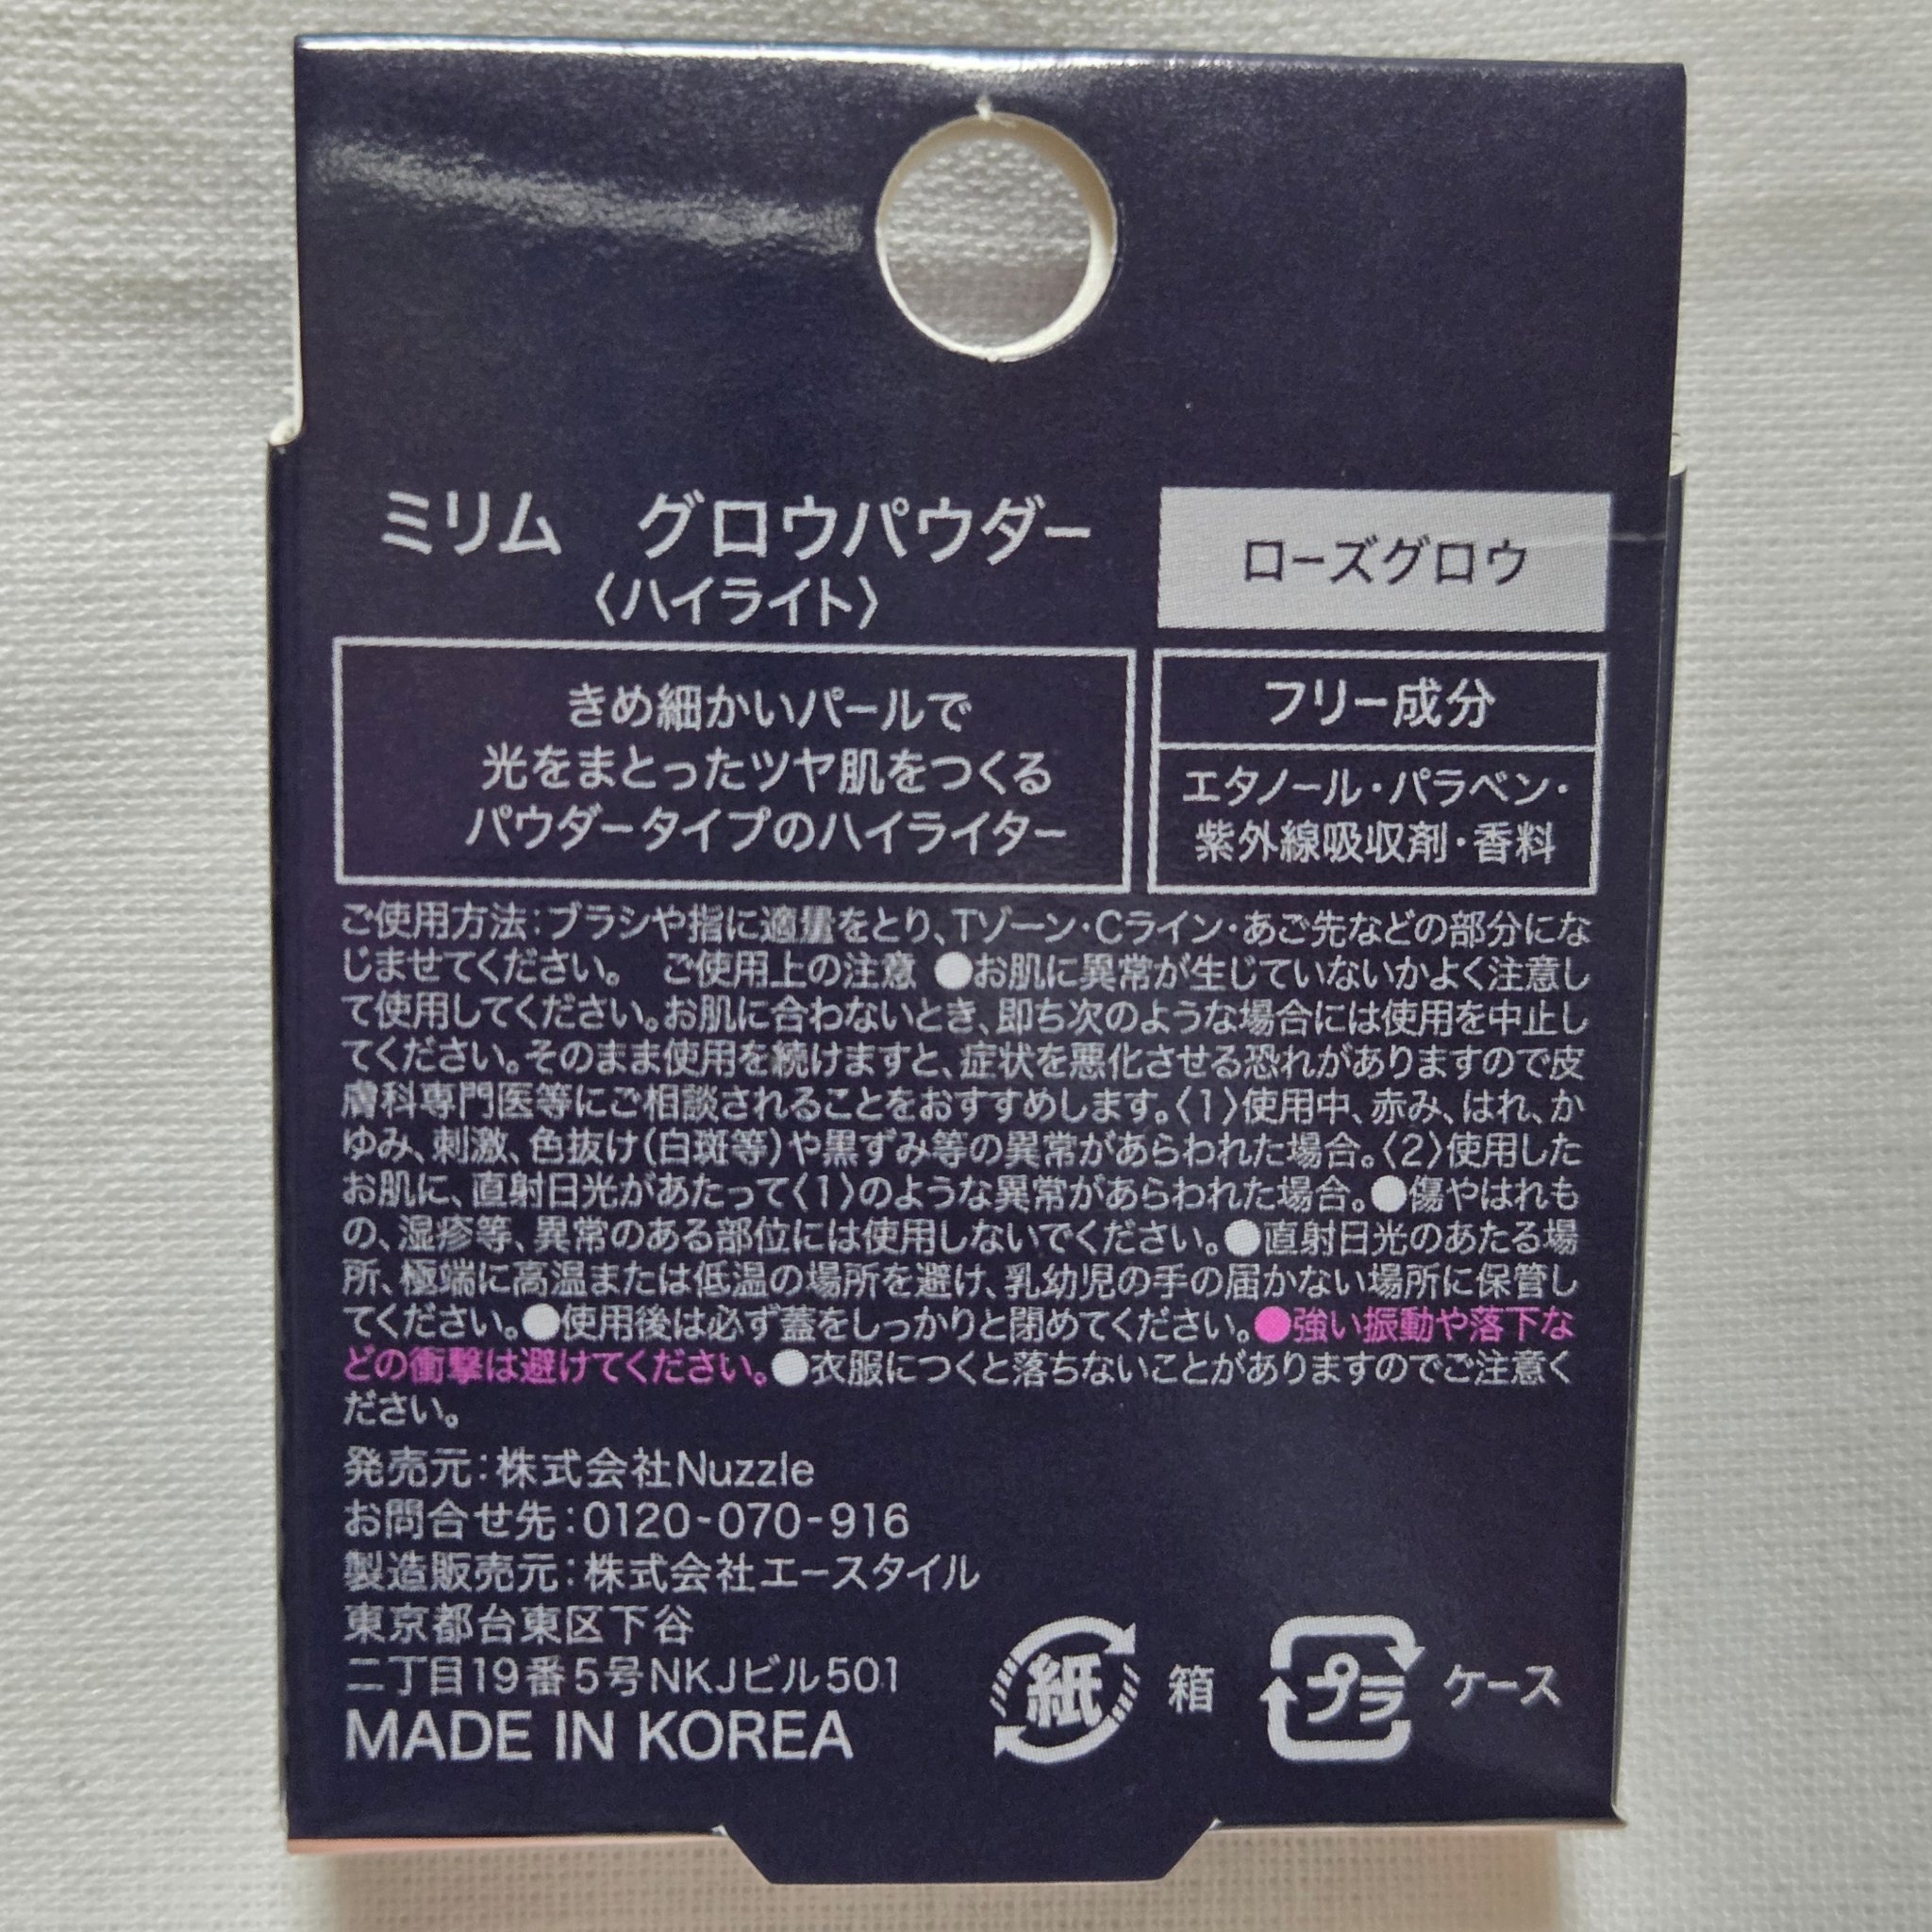 ミリム　グロウパウダー
〈ハイライト〉
ローズグロウ
きめ細かいパールで
光をまとったツヤ肌をつくる
パウダータイプのハイライター
フリー成分
エタノール・パラベン・
紫外線吸収剤・香料
ご使用方法：ブラシや指に適量をとり、Tゾーン・Cライン・あご先などの部分にな
じませてください。　ご使用上の注意 ●お肌に異常が生じていないかよく注意し
て使用してください。お肌に合わないとき、即ち次のような場合には使用を中止し
てください。そのまま使用を続けますと、症状を悪化させる恐れがありますので皮
膚科専門医等にご相談されることをおすすめします。〈1〉使用中、赤み、はれ、か
ゆみ、刺激、色抜け(白斑等)や黒ずみ等の異常があらわれた場合。〈2〉使用した
お肌に、直射日光があたって〈1〉のような異常があらわれた場合。●傷やはれも
の、湿疹等、異常のある部位には使用しないでください。●直射日光のあたる場
所、極端に高温または低温の場所を避け、乳幼児の手の届かない場所に保管し
てください。●使用後は必ず蓋をしっかりと閉めてください。●強い振動や落下な
どの衝撃は避けてください。●衣服につくと落ちないことがありますのでご注意く
ださい。
発売元：株式会社Nuzzle
お問合せ先：0120-070-916
製造販売元：株式会社エースタイル
東京都台東区下谷
二丁目19番5号NKJビル501
MADE IN KOREA
紙 箱
プラ ケース